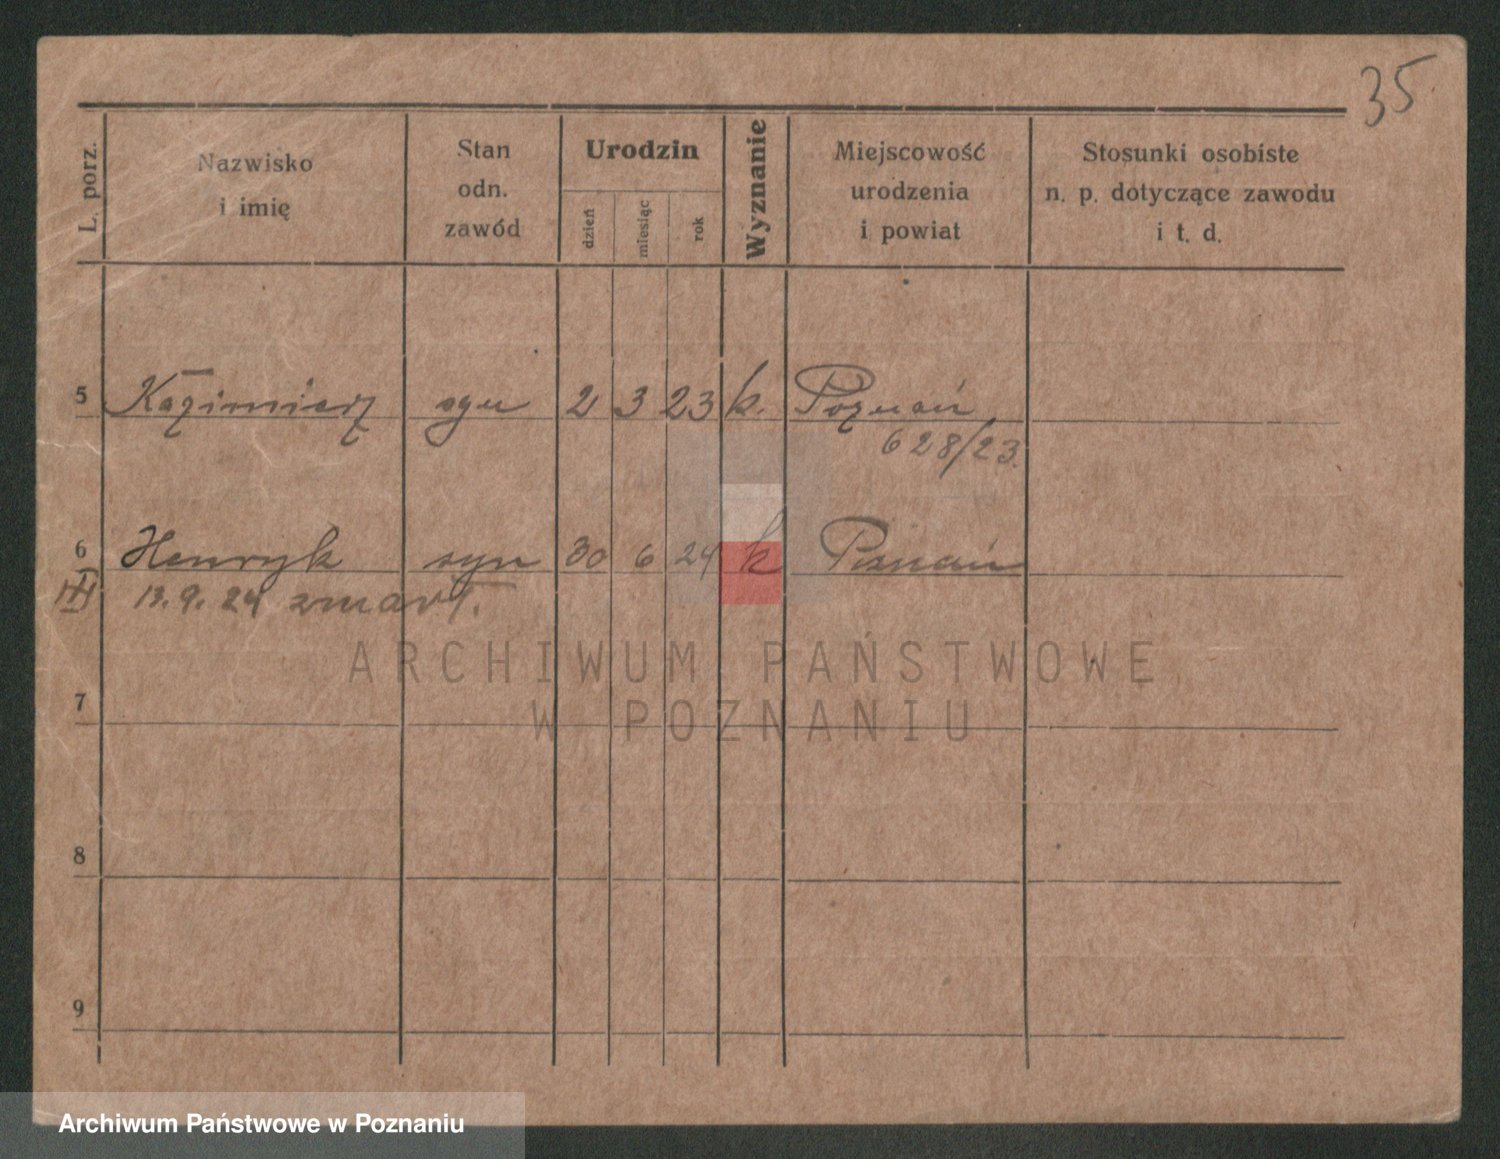 35
L. porz.
Nazwisko
i imię
Stan
odn.
zawód
Urodzin
dzień
miesiąc
rok
Wyznanie
Miejscowość
urodzenia
i powiat
Stosunki osobiste
n. p. dotyczące zawodu
i t. d.
5 Kazimierz syn 2 3 23 k. Poznań
628/23.
6 Henryk syn 30 6 24 k Poznań
13.9.24 zmarł.
ARCHIWUM PAŃSTWOWE
W POZNANIU
7
8
9
Archiwum Państwowe w Poznaniu